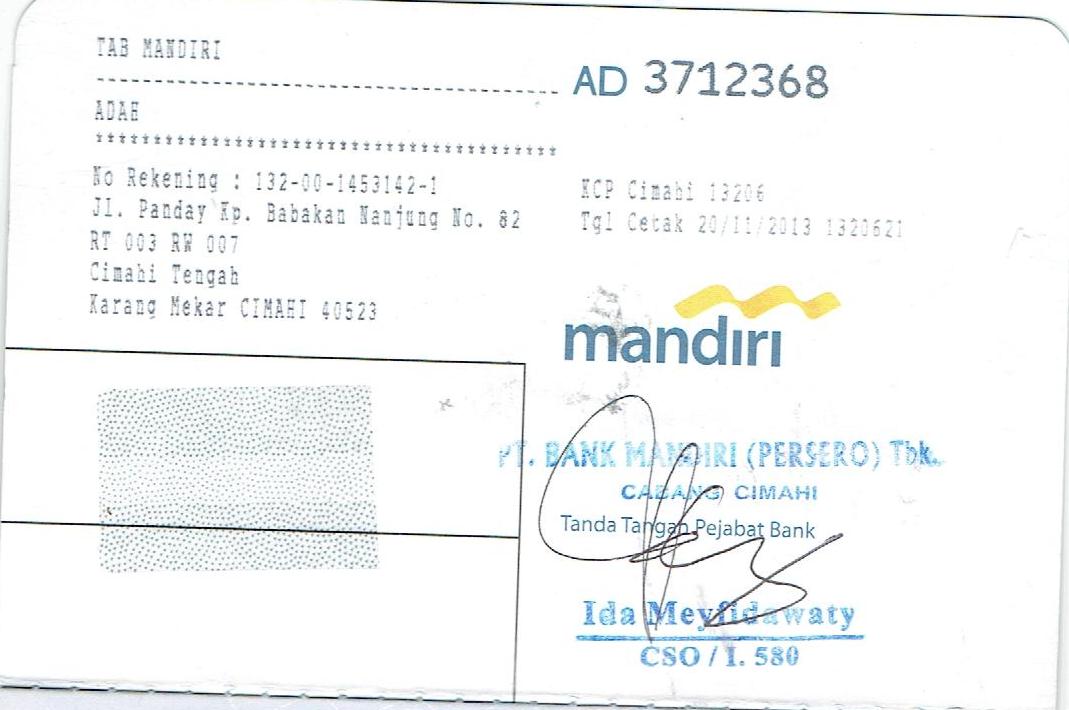 TAB MANDIRI
AD 3712368
ADAH
***************************************
No Rekening : 132-00-1453142-1
Jl. Panday Kp. Babakan Nanjung No. 82
RT 003 RW 007
Cimahi Tengah
Karang Mekar CIMAHI 40523
KCP Cimahi 13206
Tgl Cetak 20/11/2013 1320621
mandiri
PT. BANK MANDIRI (PERSERO) Tbk.
CABANG CIMAHI
Tanda Tangan Pejabat Bank
Ida Meyfidawaty
CSO / I. 580